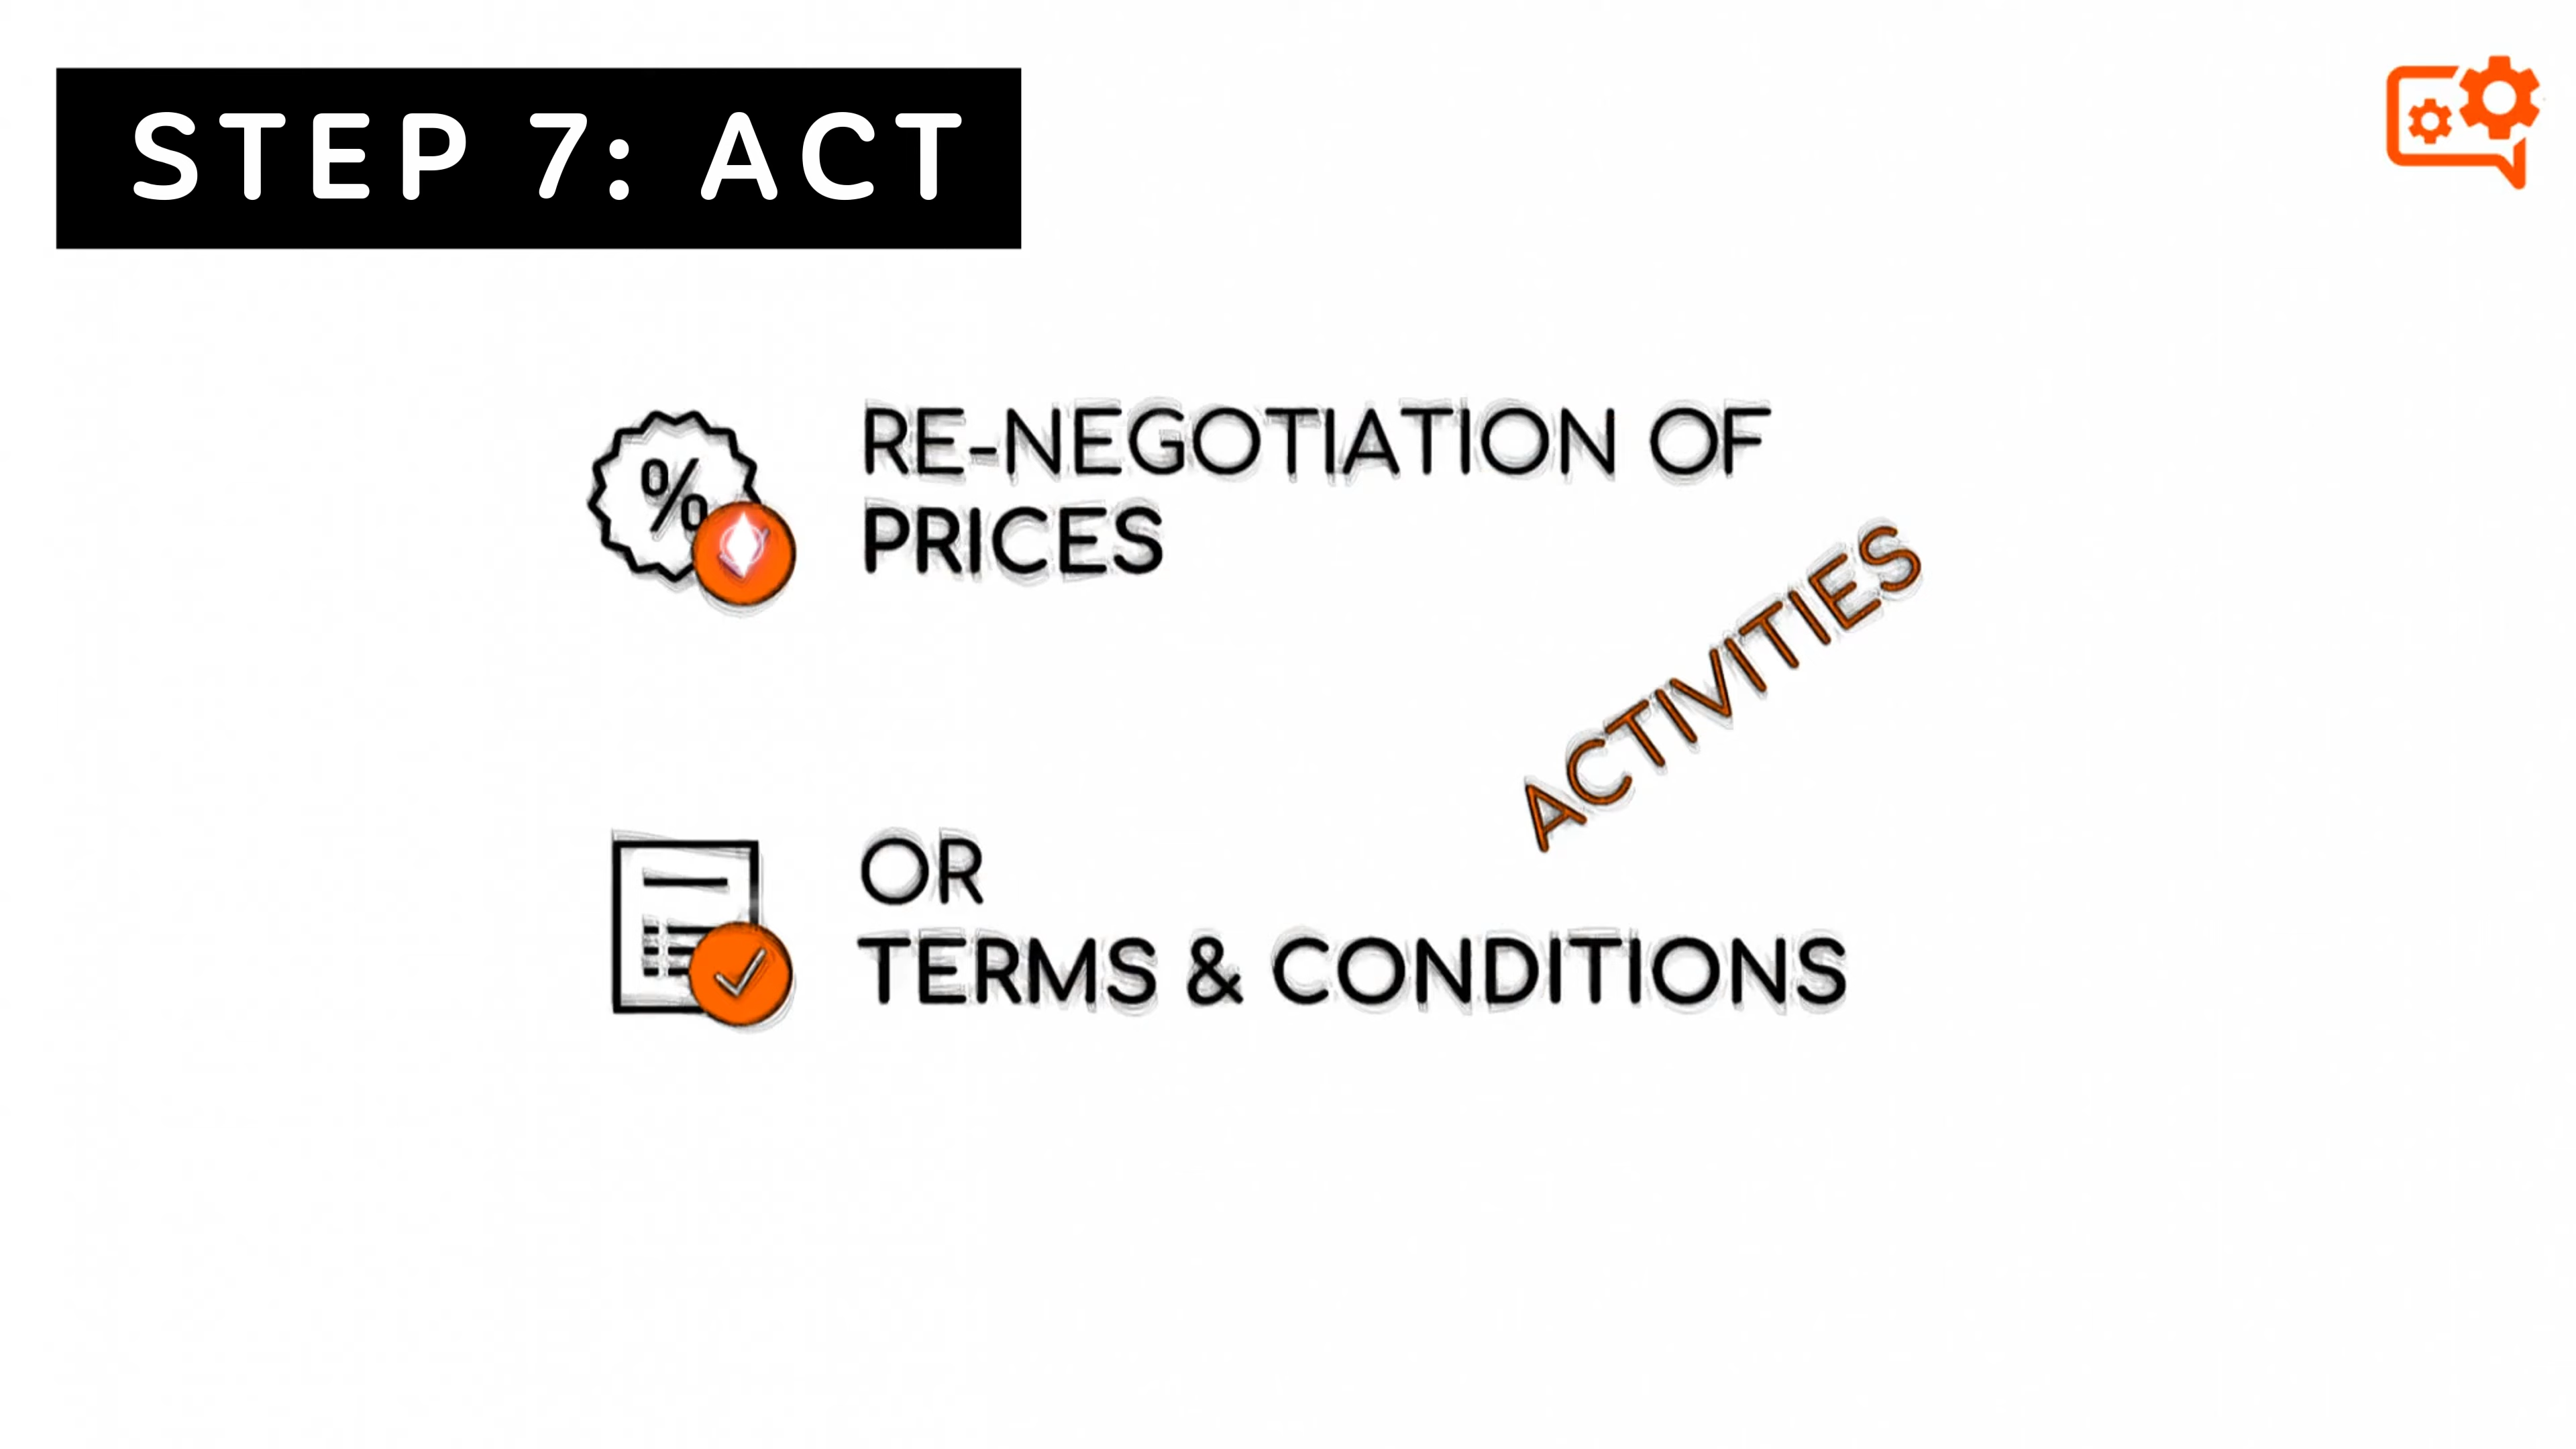 STEP 7: ACT
RE-NEGOTIATION OF
PRICES
ACTIVITIES
OR
TERMS & CONDITIONS
%